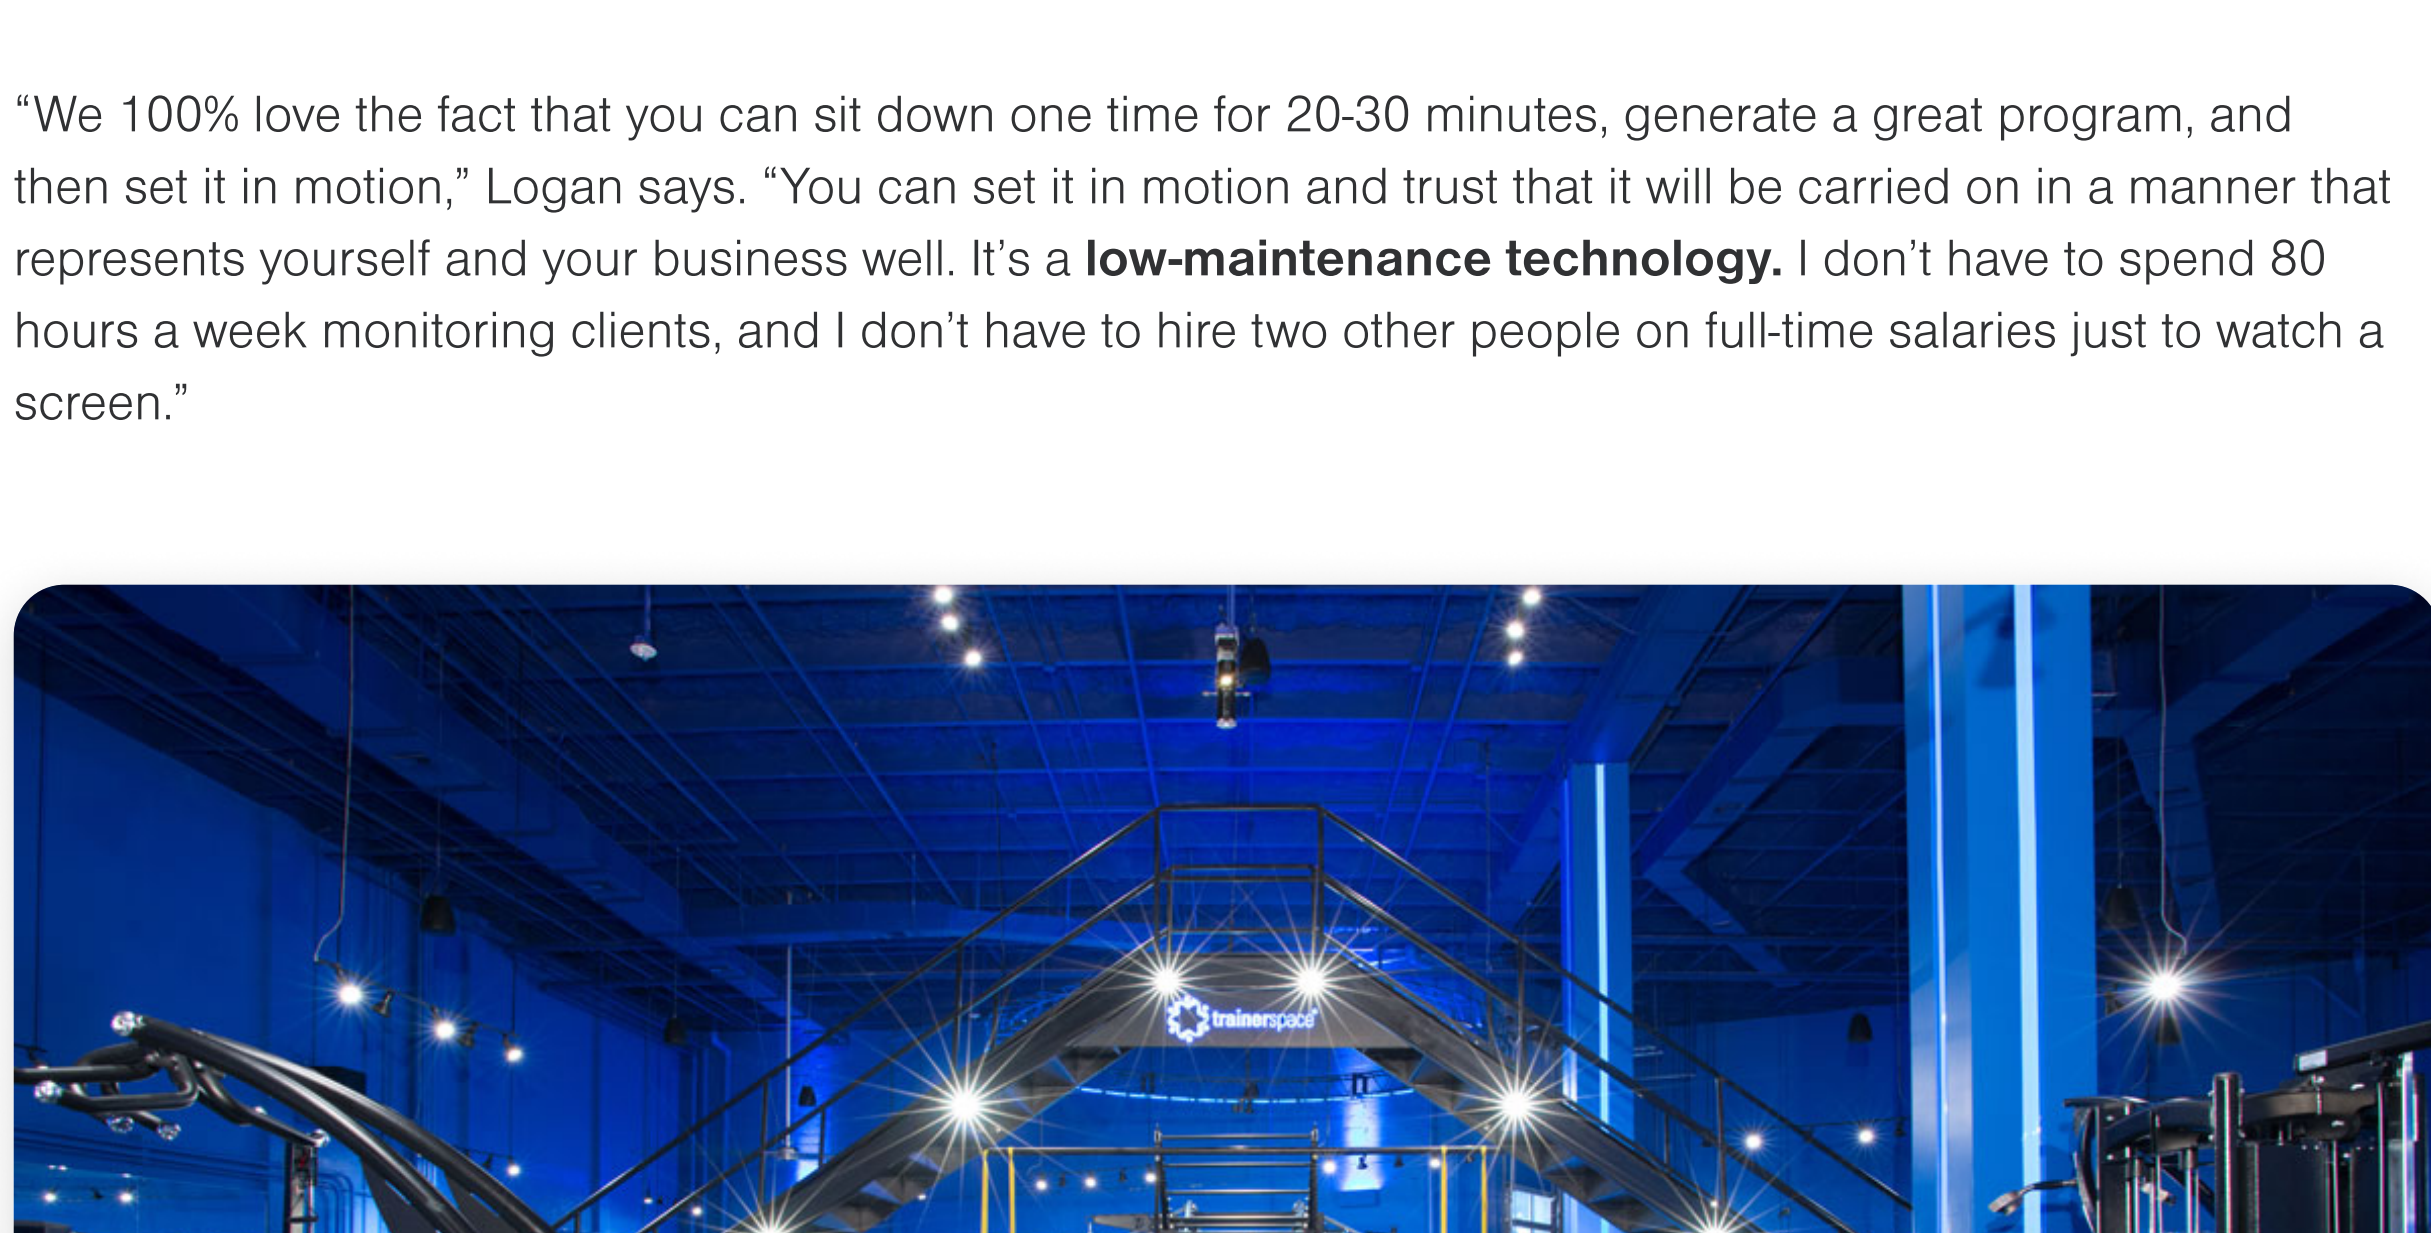 “We 100% love the fact that you can sit down one time for 20-30 minutes, generate a great program, and
then set it in motion,” Logan says. “You can set it in motion and trust that it will be carried on in a manner that
represents yourself and your business well. It’s a low-maintenance technology. I don’t have to spend 80
hours a week monitoring clients, and I don’t have to hire two other people on full-time salaries just to watch a
screen.”
trainerspace